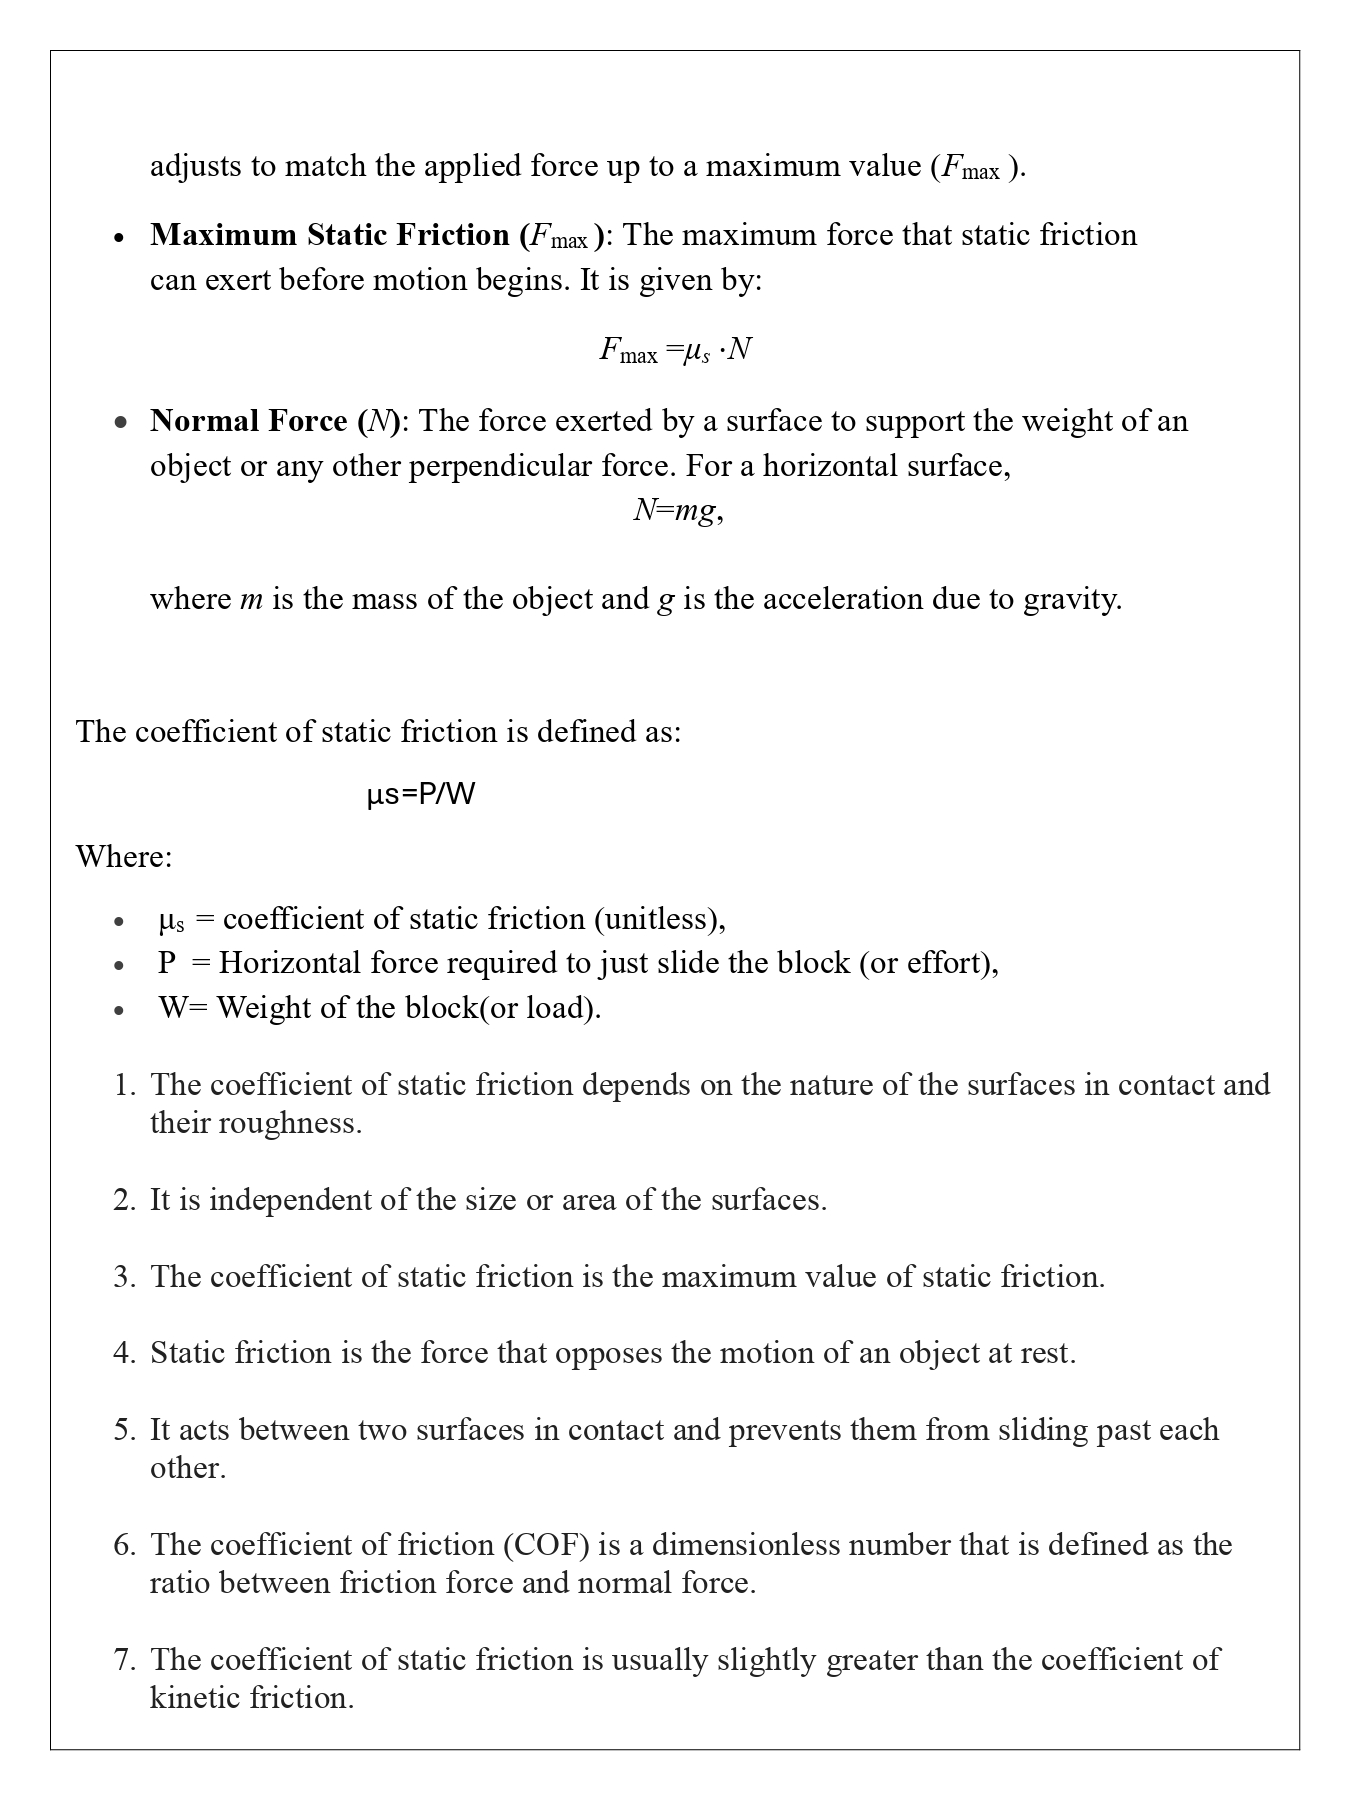 adjusts to match the applied force up to a maximum value (Fmax ).
• Maximum Static Friction (Fmax ): The maximum force that static friction
can exert before motion begins. It is given by:
Fmax =μs ·N
• Normal Force (N): The force exerted by a surface to support the weight of an
object or any other perpendicular force. For a horizontal surface,
N=mg,
where m is the mass of the object and g is the acceleration due to gravity.
The coefficient of static friction is defined as:
μs=P/W
Where:
• μs = coefficient of static friction (unitless),
• P = Horizontal force required to just slide the block (or effort),
• W= Weight of the block(or load).
1. The coefficient of static friction depends on the nature of the surfaces in contact and
their roughness.
2. It is independent of the size or area of the surfaces.
3. The coefficient of static friction is the maximum value of static friction.
4. Static friction is the force that opposes the motion of an object at rest.
5. It acts between two surfaces in contact and prevents them from sliding past each
other.
6. The coefficient of friction (COF) is a dimensionless number that is defined as the
ratio between friction force and normal force.
7. The coefficient of static friction is usually slightly greater than the coefficient of
kinetic friction.